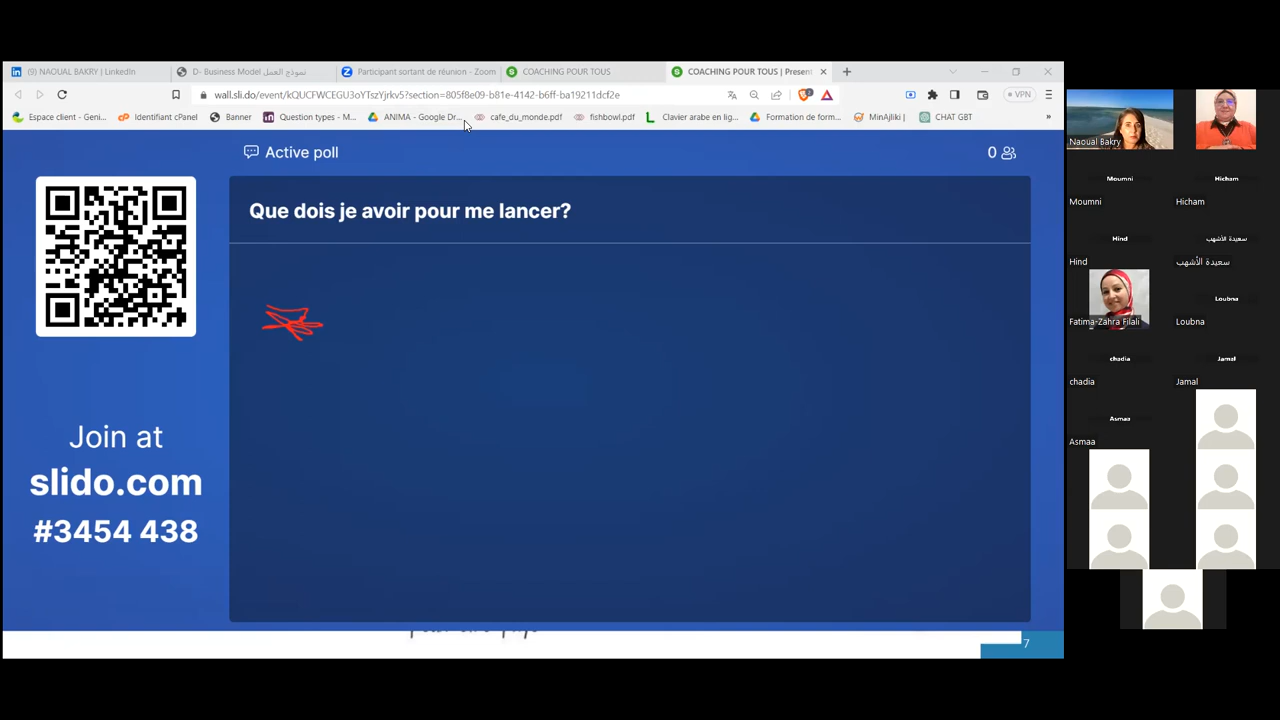 (9) NAOUAL BAKRY | LinkedIn
D- Business Model نموذج العمل
Participant sortant de réunion - Zoom
COACHING POUR TOUS
COACHING POUR TOUS | Present
wall.sli.do/event/kQUCFWCEGU3oYTszYjrkv5?section=805f8e09-b81e-4142-b6ff-ba19211dcf2e
VPN
Espace client - Geni...
Identifiant cPanel
Banner
Question types - M...
ANIMA - Google Dr...
cafe_du_monde.pdf
fishbowl.pdf
Clavier arabe en lig...
Formation de form...
MinAjliki |
CHAT GBT
»
Active poll
0
Que dois je avoir pour me lancer?
Join at
slido.com
#3454 438
7
Naoual Bakry
Moumni
Hicham
Moumni
Hicham
Hind
سعيدة الأشهب
Hind
سعيدة الأشهب
Loubna
Fatima-Zahra Filali
Loubna
chadia
Jamal
chadia
Jamal
Asmaa
Asmaa